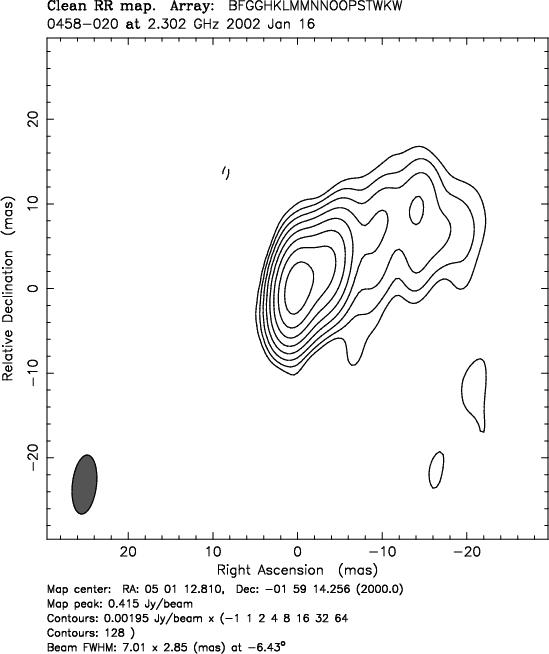 Clean RR map. Array: BFGGHKLMMNNOOPSTWKW
0458-020 at 2.302 GHz 2002 Jan 16
Relative Declination (mas)
20
10
0
-10
-20
20 10 0 -10 -20
Right Ascension (mas)
Map center: RA: 05 01 12.810, Dec: -01 59 14.256 (2000.0)
Map peak: 0.415 Jy/beam
Contours: 0.00195 Jy/beam x (-1 1 2 4 8 16 32 64
Contours: 128 )
Beam FWHM: 7.01 x 2.85 (mas) at -6.43°